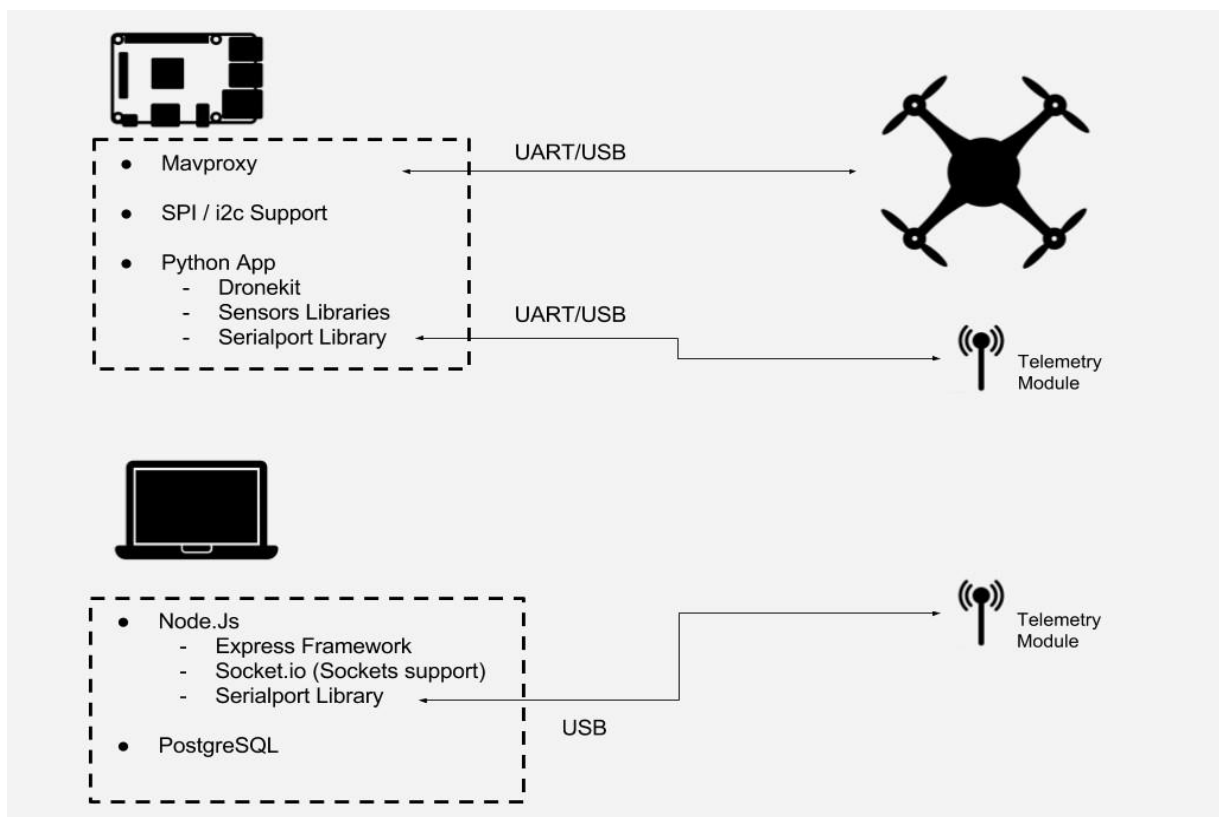 ● Mavproxy
UART/USB
● SPI / i2c Support
● Python App
- Dronekit
- Sensors Libraries
- Serialport Library
UART/USB
Telemetry
Module
● Node.Js
- Express Framework
- Socket.io (Sockets support)
- Serialport Library
● PostgreSQL
USB
Telemetry
Module